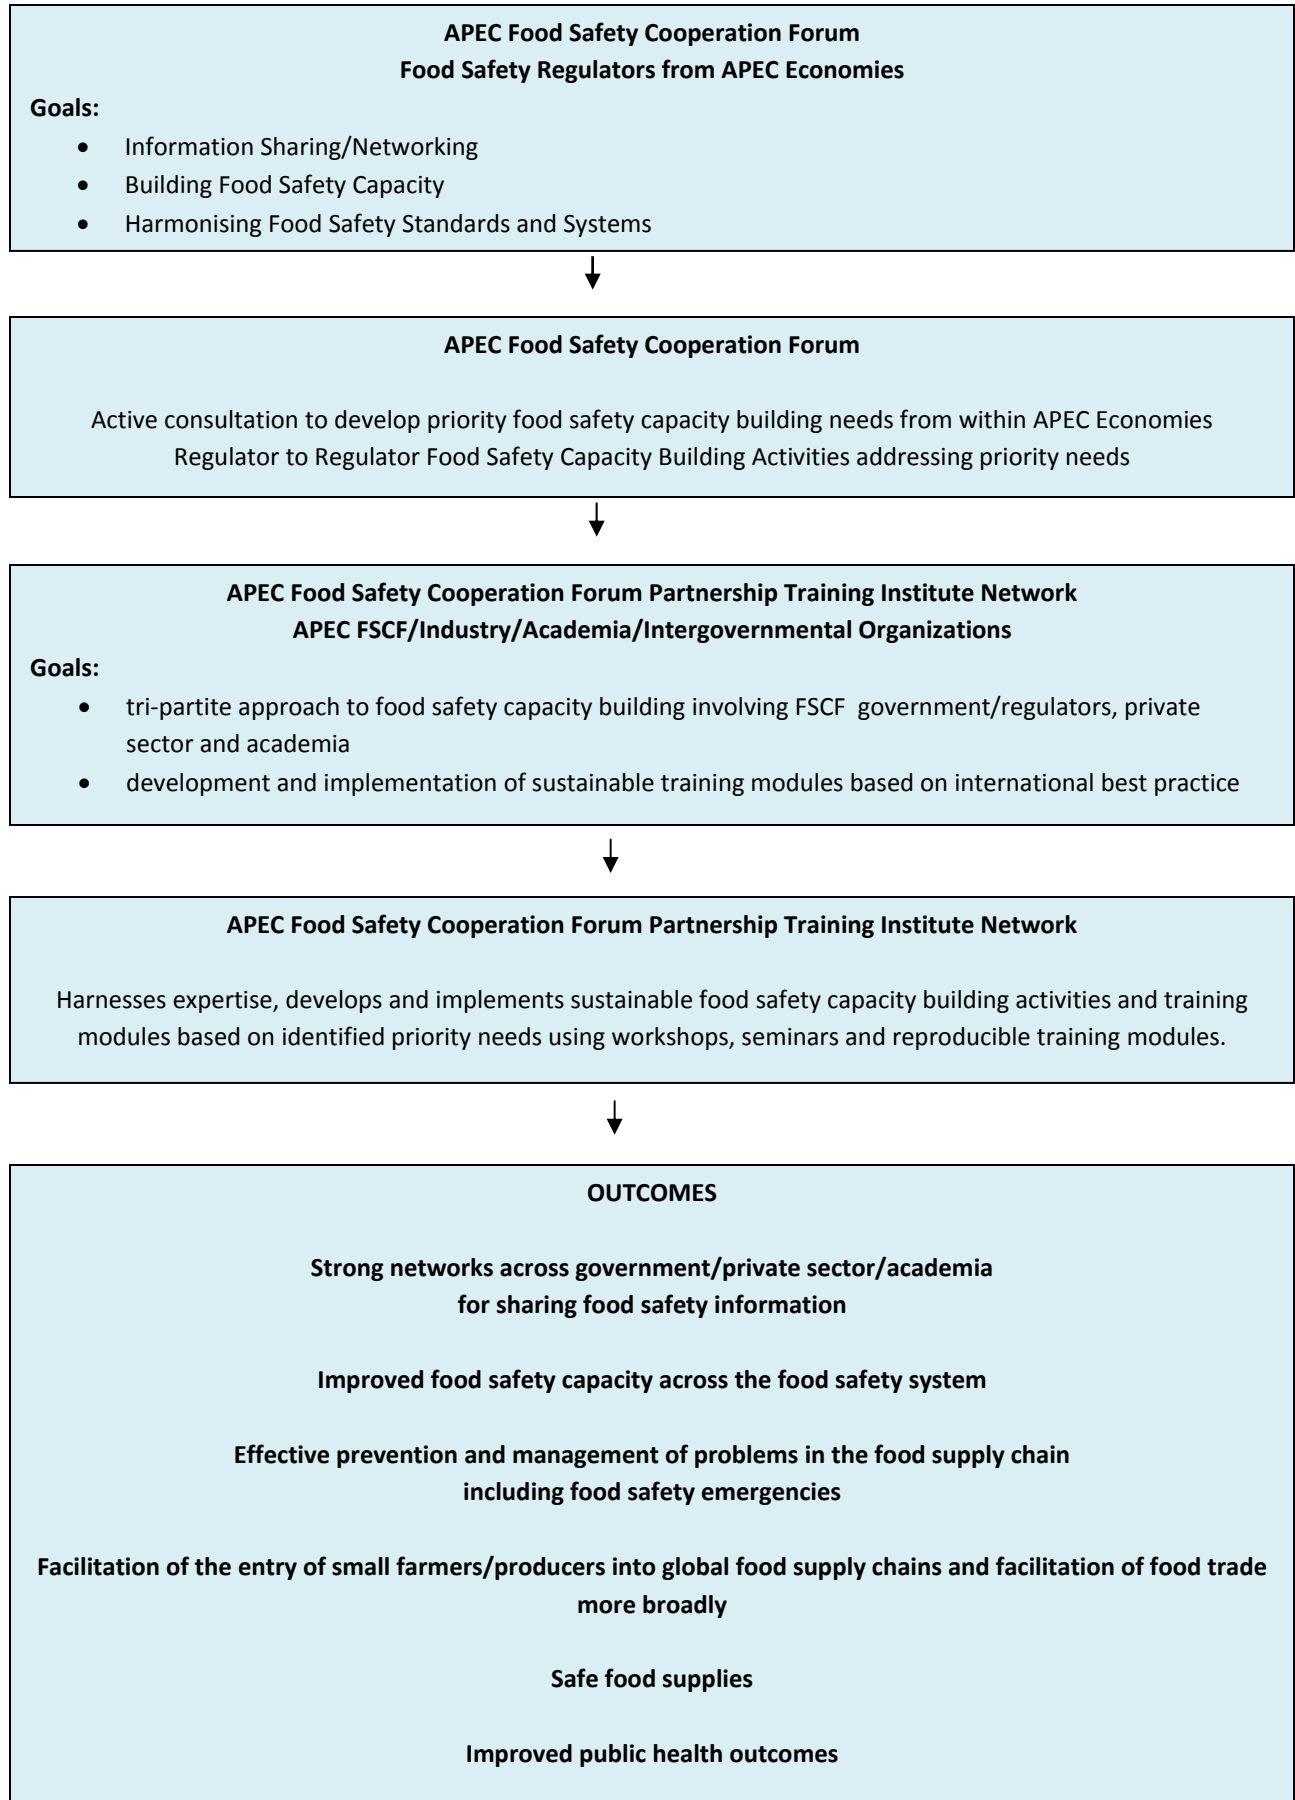 APEC Food Safety Cooperation Forum
Food Safety Regulators from APEC Economies
Goals:
• Information Sharing/Networking
• Building Food Safety Capacity
• Harmonising Food Safety Standards and Systems
APEC Food Safety Cooperation Forum
Active consultation to develop priority food safety capacity building needs from within APEC Economies
Regulator to Regulator Food Safety Capacity Building Activities addressing priority needs
APEC Food Safety Cooperation Forum Partnership Training Institute Network
APEC FSCF/Industry/Academia/Intergovernmental Organizations
Goals:
• tri-partite approach to food safety capacity building involving FSCF government/regulators, private
sector and academia
• development and implementation of sustainable training modules based on international best practice
APEC Food Safety Cooperation Forum Partnership Training Institute Network
Harnesses expertise, develops and implements sustainable food safety capacity building activities and training
modules based on identified priority needs using workshops, seminars and reproducible training modules.
OUTCOMES
Strong networks across government/private sector/academia
for sharing food safety information
Improved food safety capacity across the food safety system
Effective prevention and management of problems in the food supply chain
including food safety emergencies
Facilitation of the entry of small farmers/producers into global food supply chains and facilitation of food trade
more broadly
Safe food supplies
Improved public health outcomes